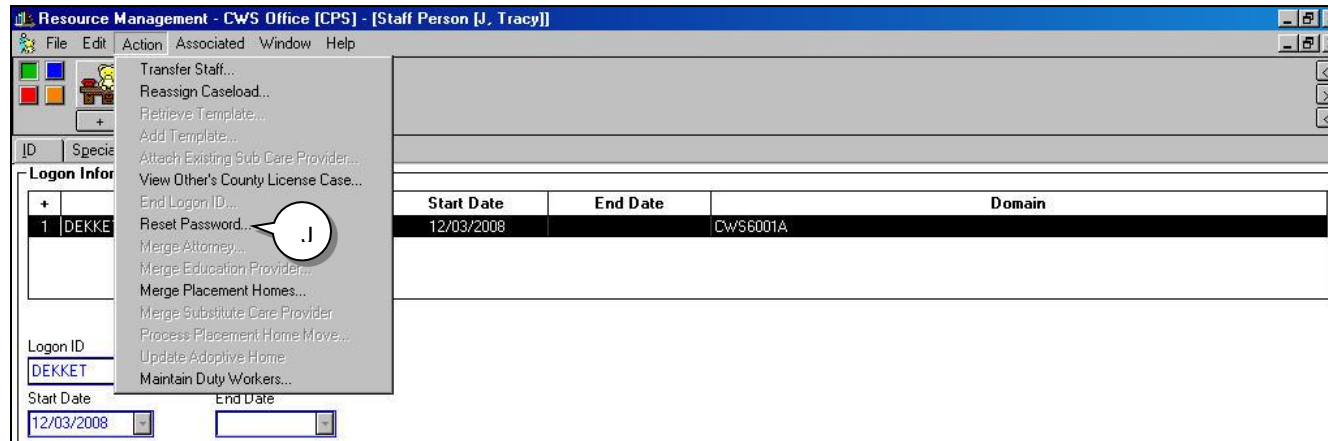 Resource Management - CWS Office [CPS] - [Staff Person [J, Tracy]]
File Edit Action Associated Window Help
Transfer Staff...
Reassign Caseload...
Retrieve Template...
Add Template...
Attach Existing Sub Care Provider...
View Other's County License Case...
End Logon ID...
Reset Password...
J
Merge Attorney...
Merge Education Provider...
Merge Placement Homes...
Merge Substitute Care Provider
Process Placement Home Move...
Update Adoptive Home
Maintain Duty Workers...
+
ID Specia
Logon Infor
+ Start Date End Date Domain
1 DEKKET 12/03/2008 CWS6001A
Logon ID
DEKKET
Start Date End Date
12/03/2008